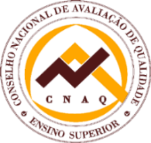 CONSELHO NACIONAL DE AVALIAÇÃO DE QUALIDADE
CNAQ
ENSINO SUPERIOR